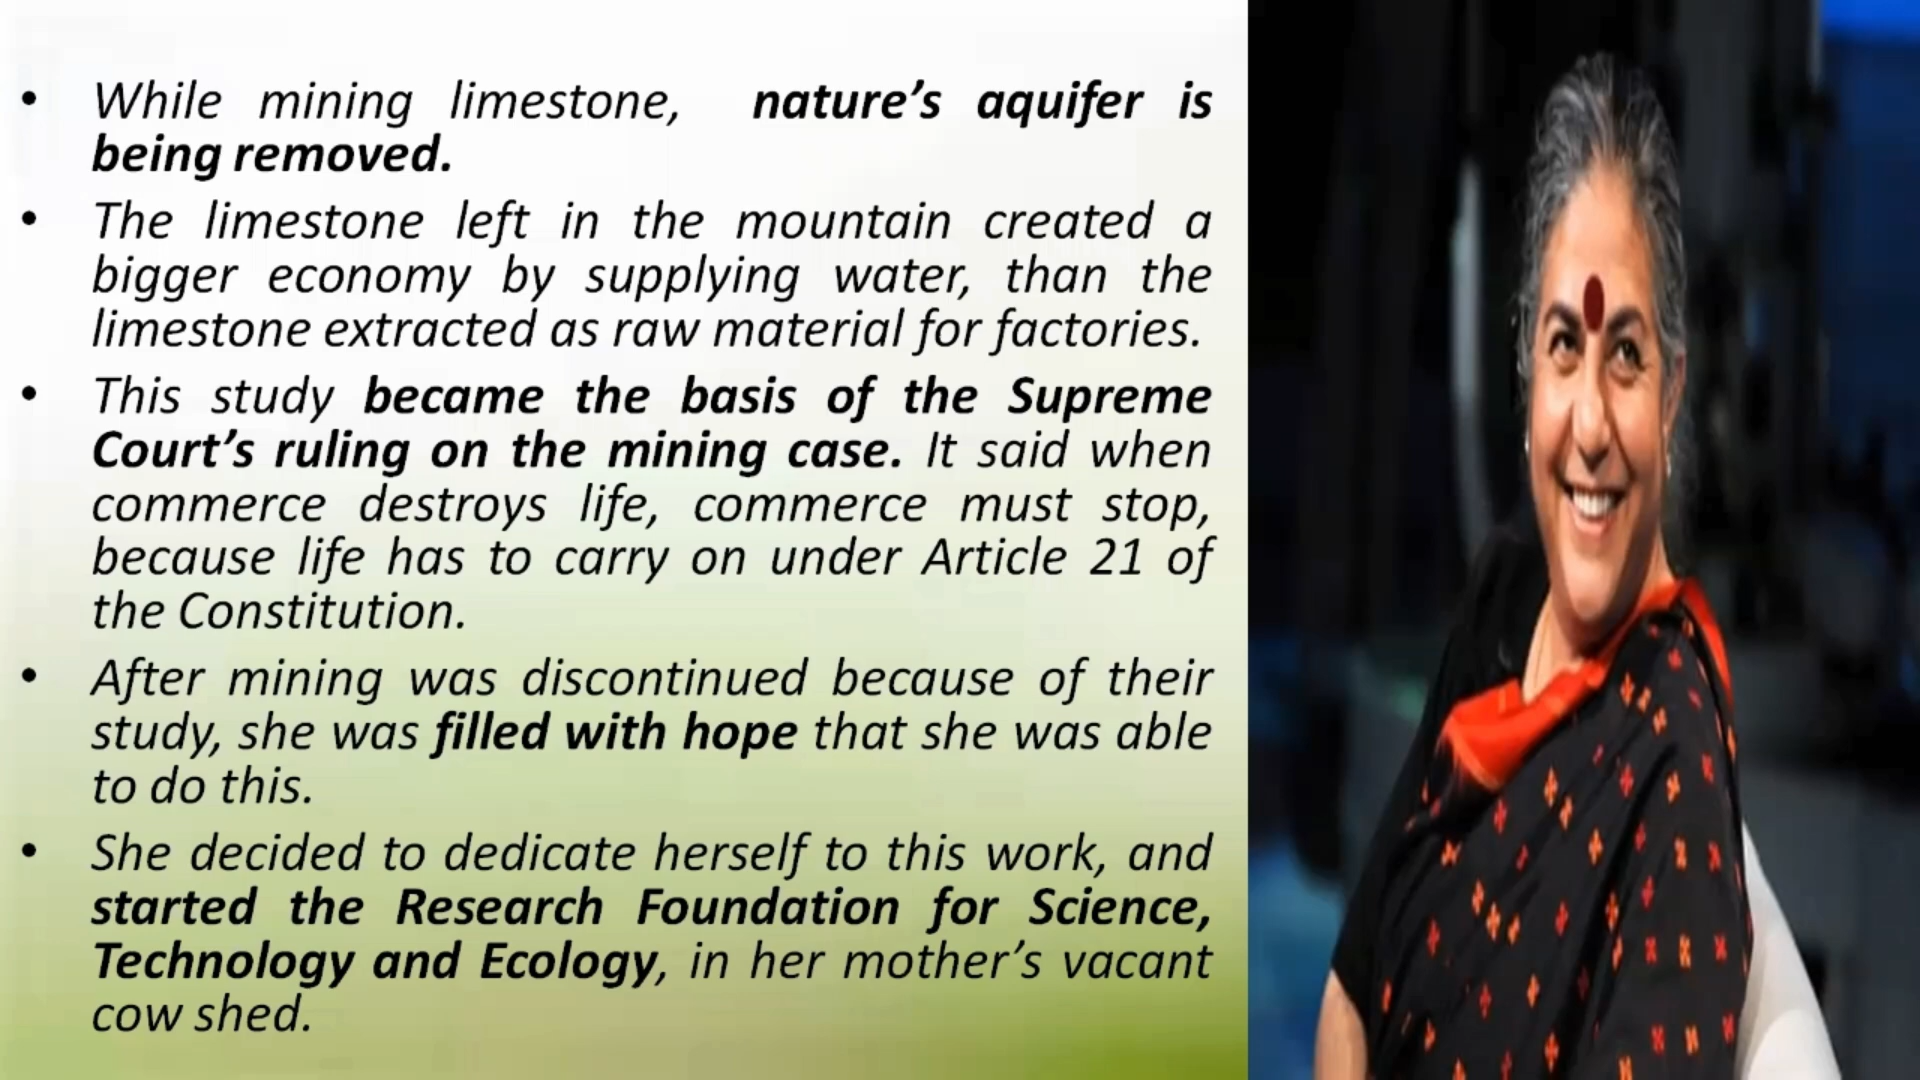 • While mining limestone, nature’s aquifer is
being removed.
• The limestone left in the mountain created a
bigger economy by supplying water, than the
limestone extracted as raw material for factories.
• This study became the basis of the Supreme
Court’s ruling on the mining case. It said when
commerce destroys life, commerce must stop,
because life has to carry on under Article 21 of
the Constitution.
• After mining was discontinued because of their
study, she was filled with hope that she was able
to do this.
• She decided to dedicate herself to this work, and
started the Research Foundation for Science,
Technology and Ecology, in her mother’s vacant
cow shed.